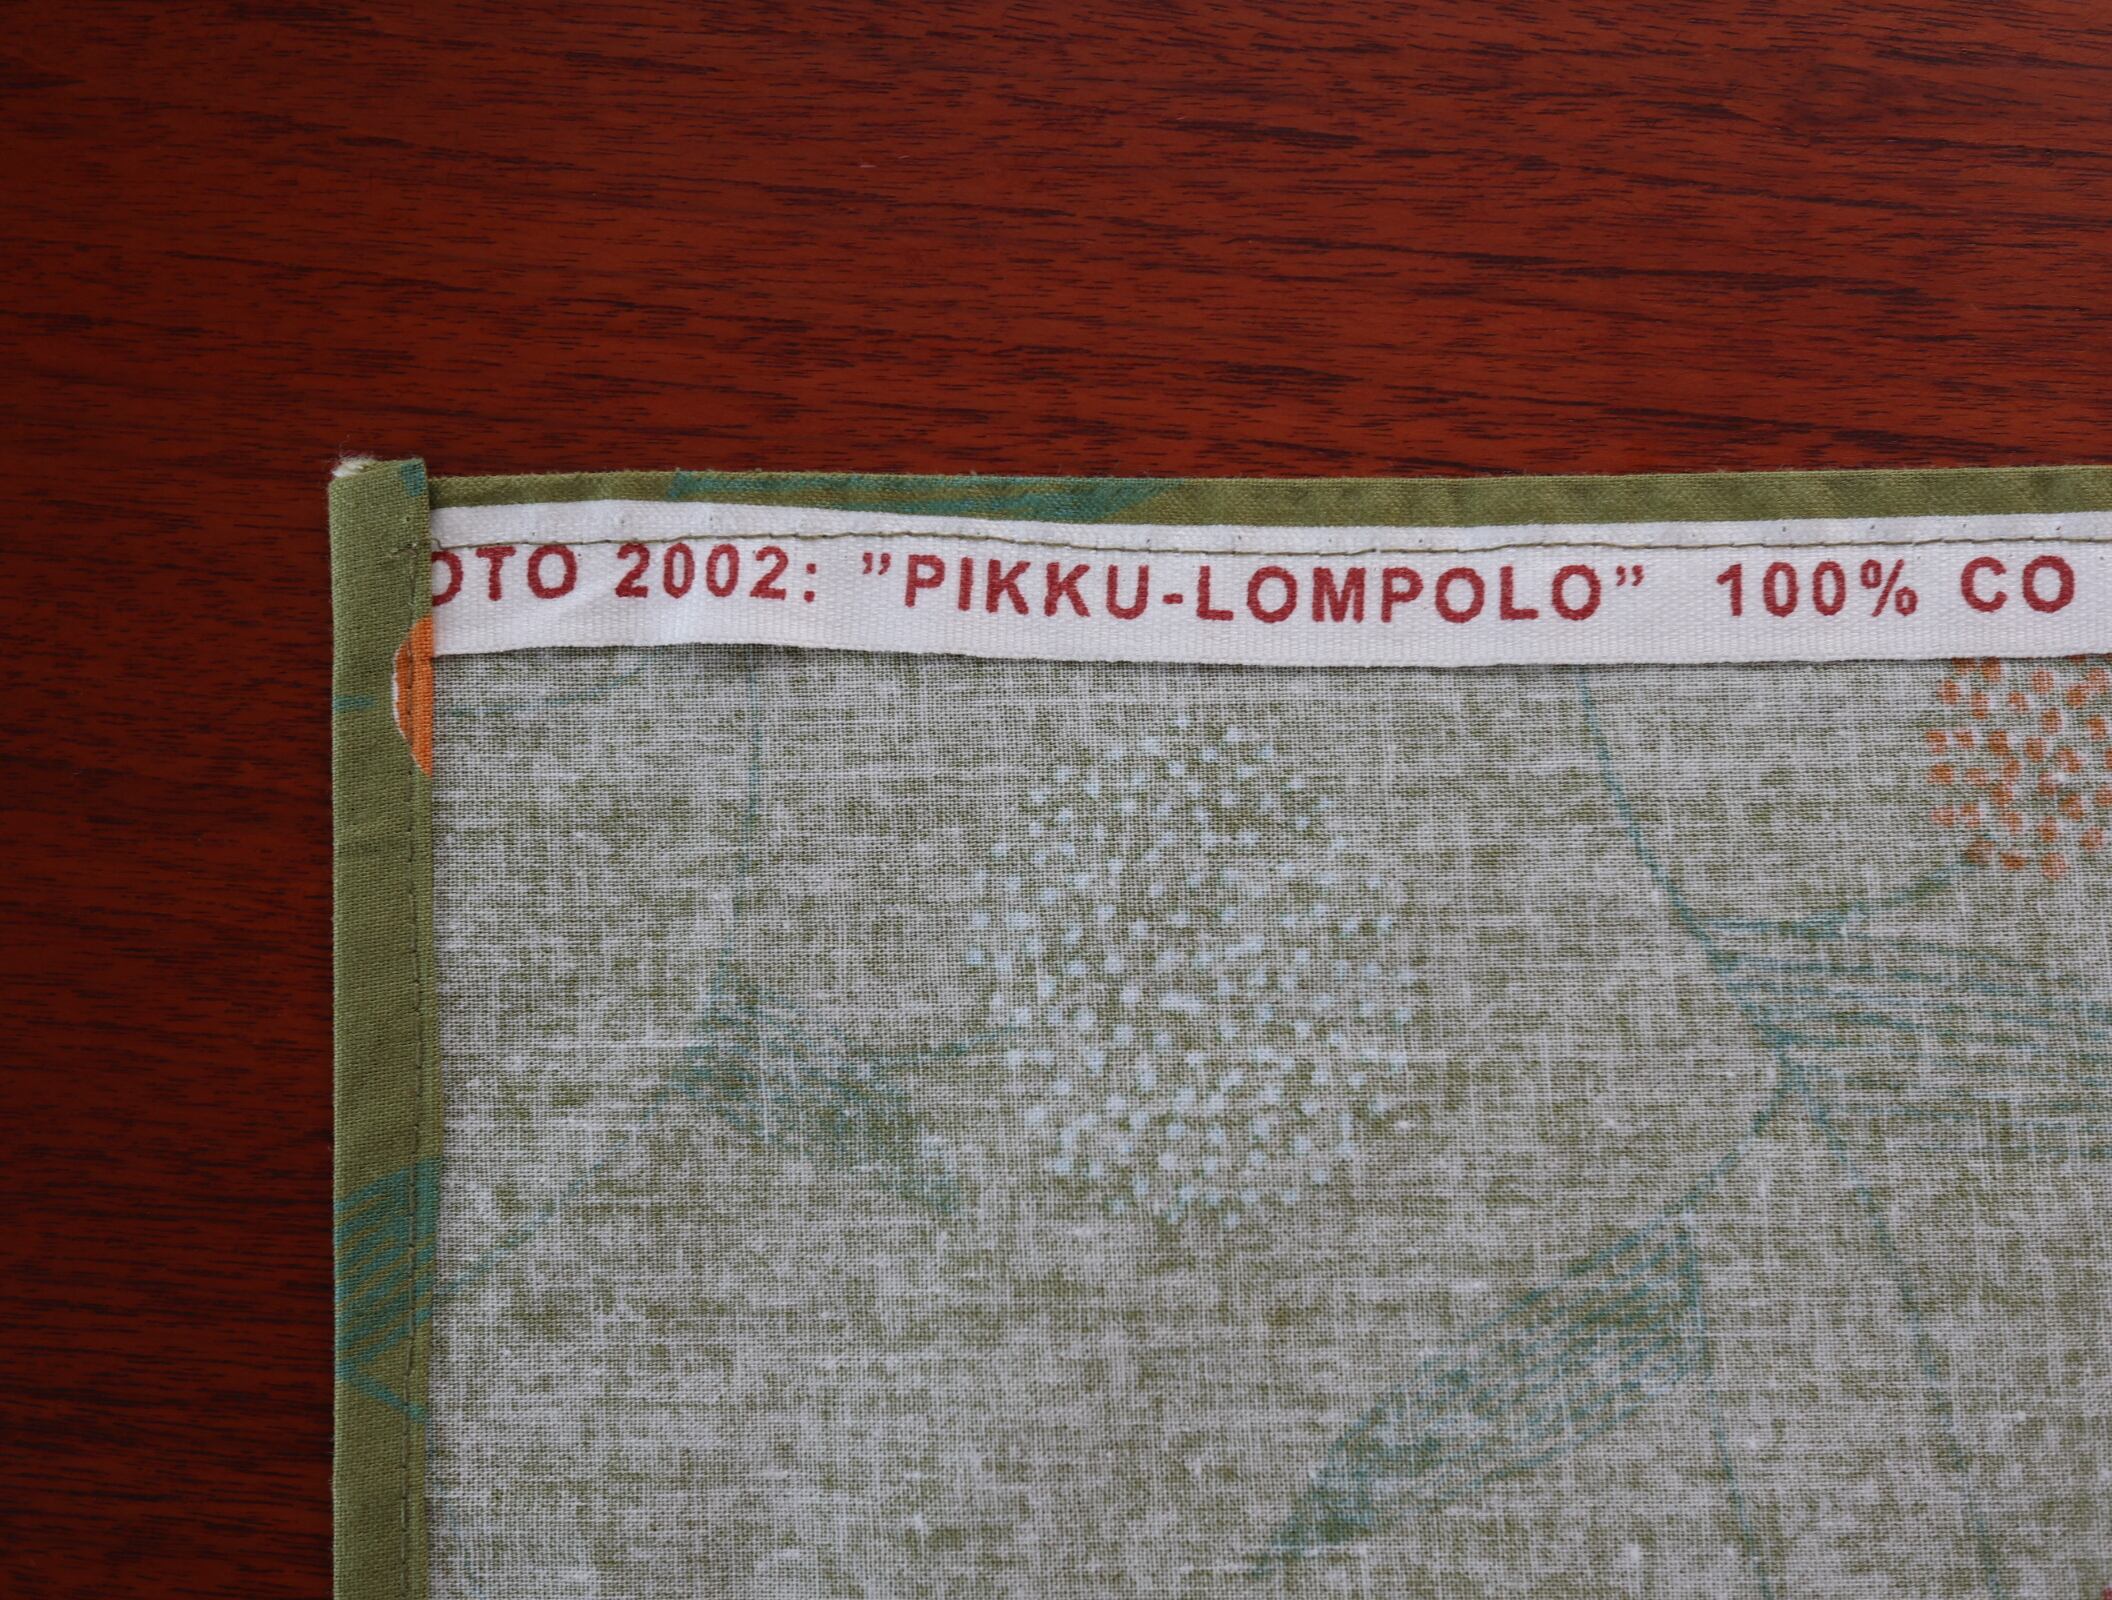 OTO 2002: ”PIKKU-LOMPOLO” 100% CO